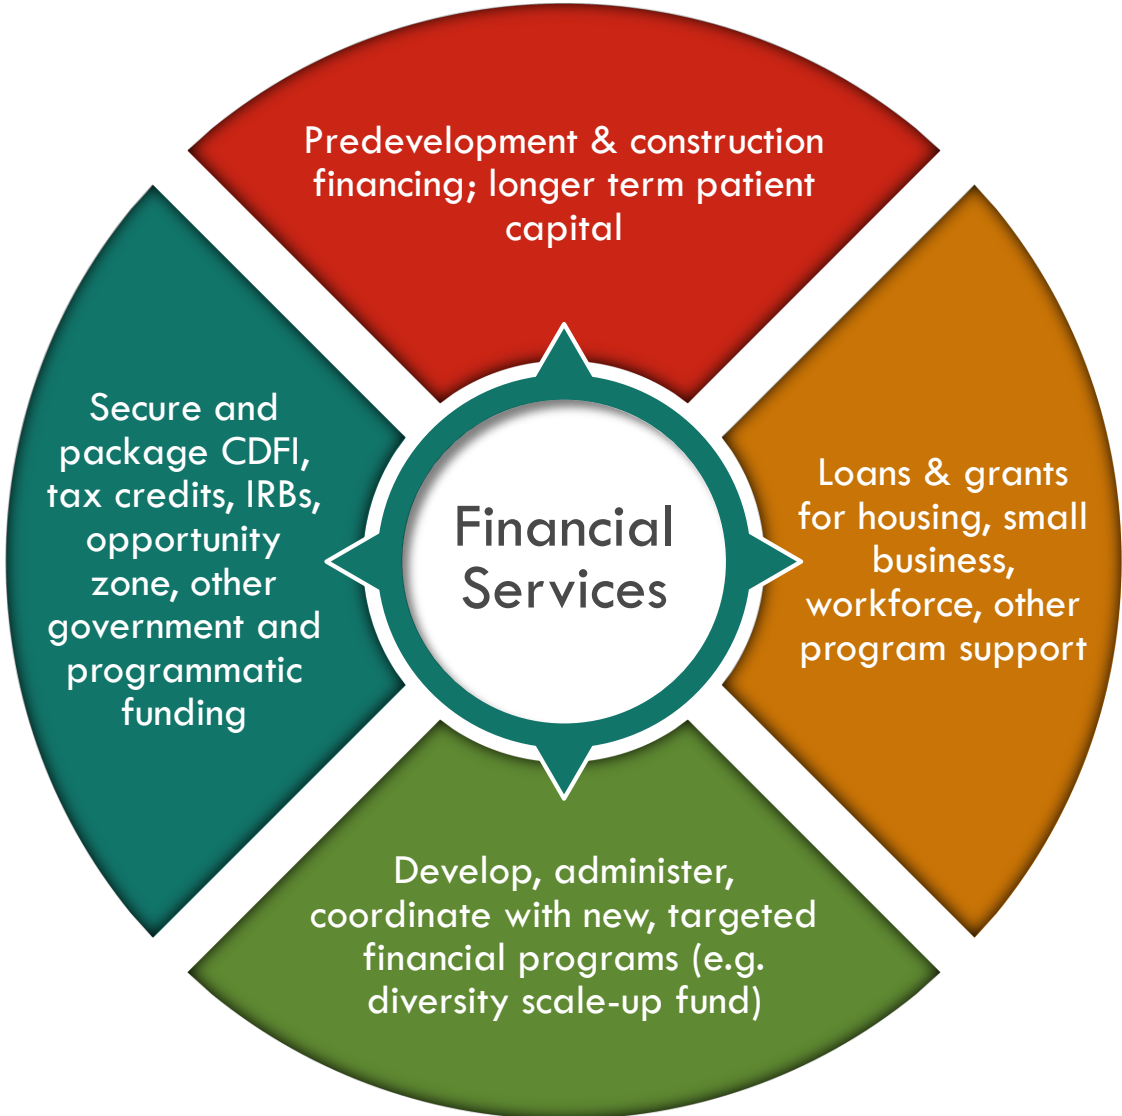 Predevelopment & construction
financing; longer term patient
capital
Secure and
package CDFI,
tax credits, IRBs,
opportunity
zone, other
government and
programmatic
funding
Financial
Services
Loans & grants
for housing, small
business,
workforce, other
program support
Develop, administer,
coordinate with new, targeted
financial programs (e.g.
diversity scale-up fund)